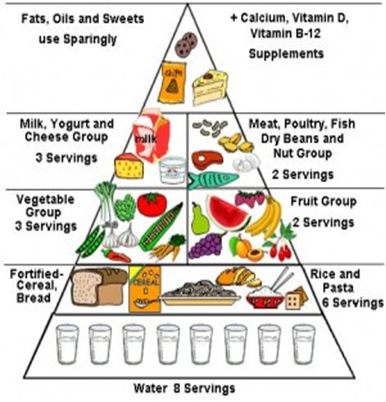 Fats, Oils and Sweets
use Sparingly
+ Calcium, Vitamin D,
Vitamin B-12
Supplements
chips
Milk, Yogurt and
Cheese Group
3 Servings
milk
Meat, Poultry, Fish
Dry Beans and
Nut Group
2 Servings
Vegetable
Group
3 Servings
Fruit Group
2 Servings
Fortified-
Cereal,
Bread
CEREAL
Rice and
Pasta
6 Servings
Water 8 Servings